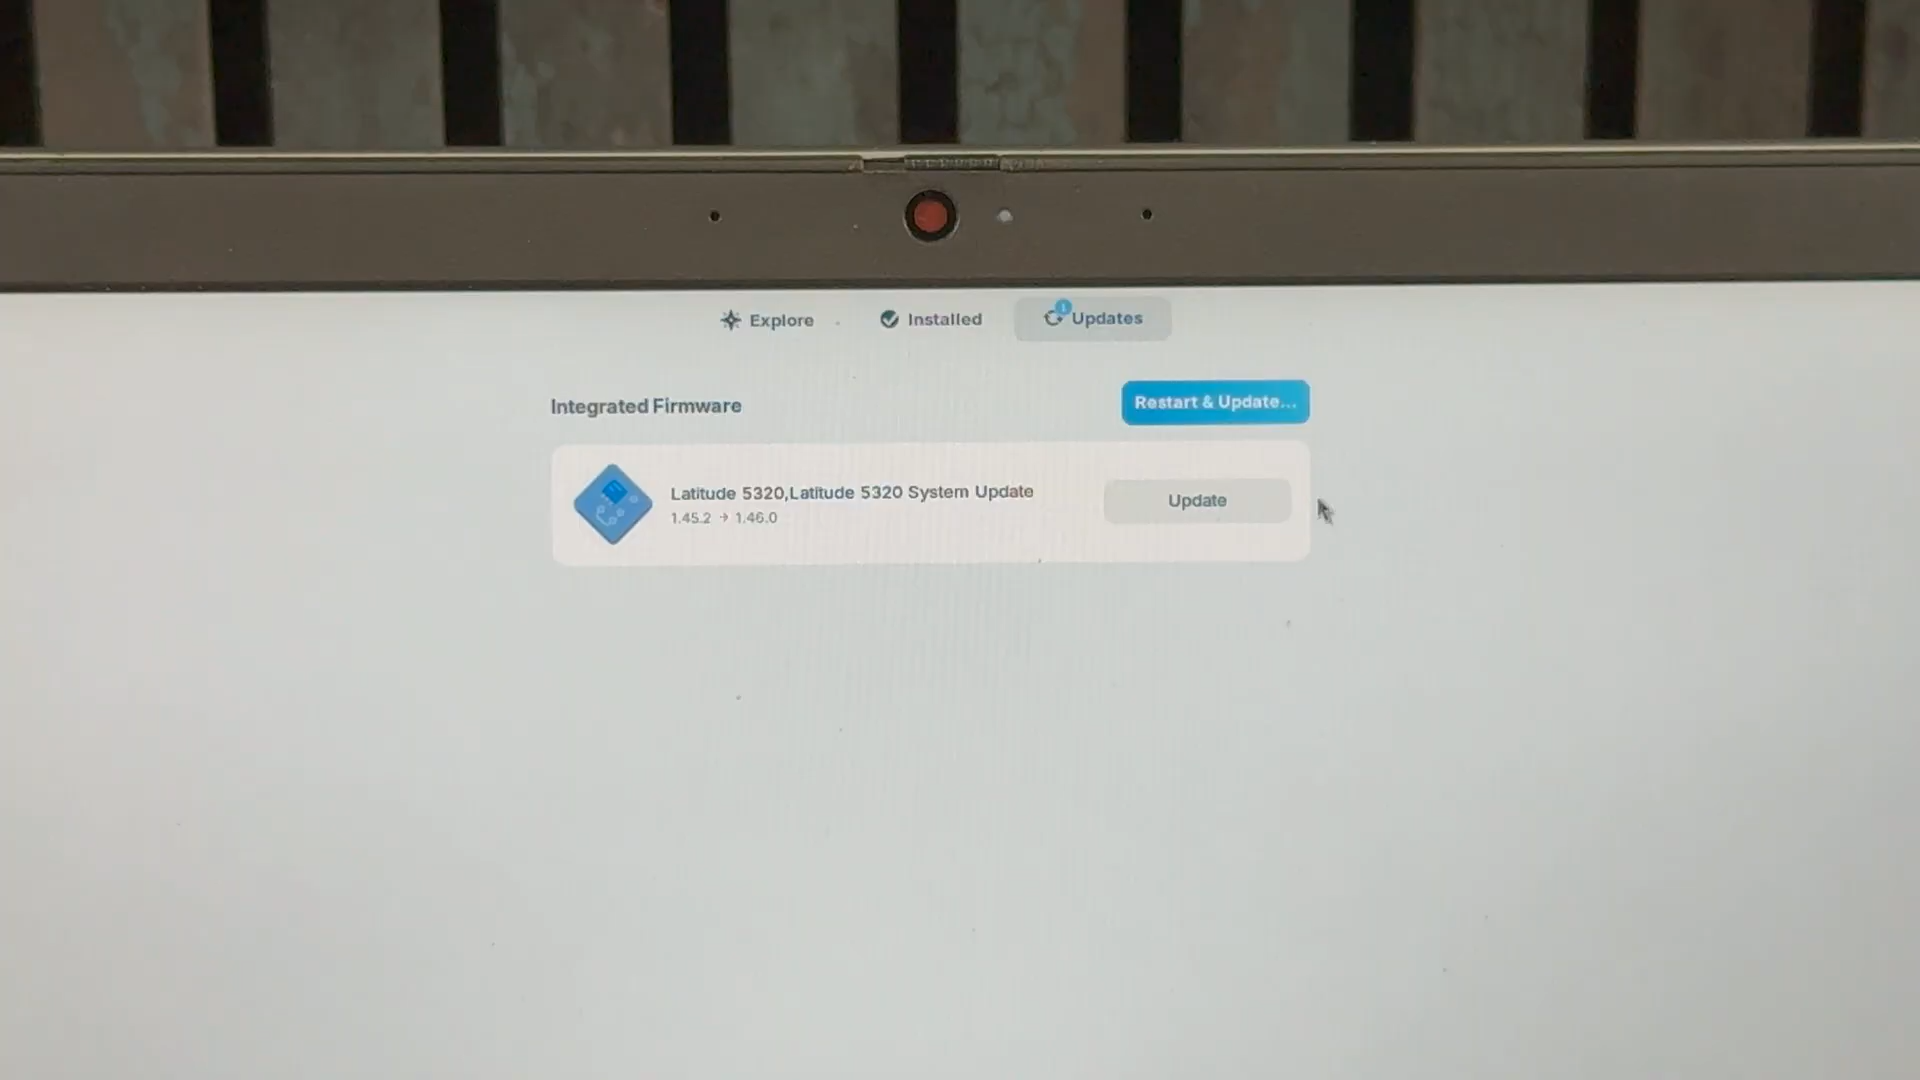 Explore
Installed
1
Updates
Integrated Firmware
Restart & Update...
Latitude 5320,Latitude 5320 System Update
1.45.2 → 1.46.0
Update